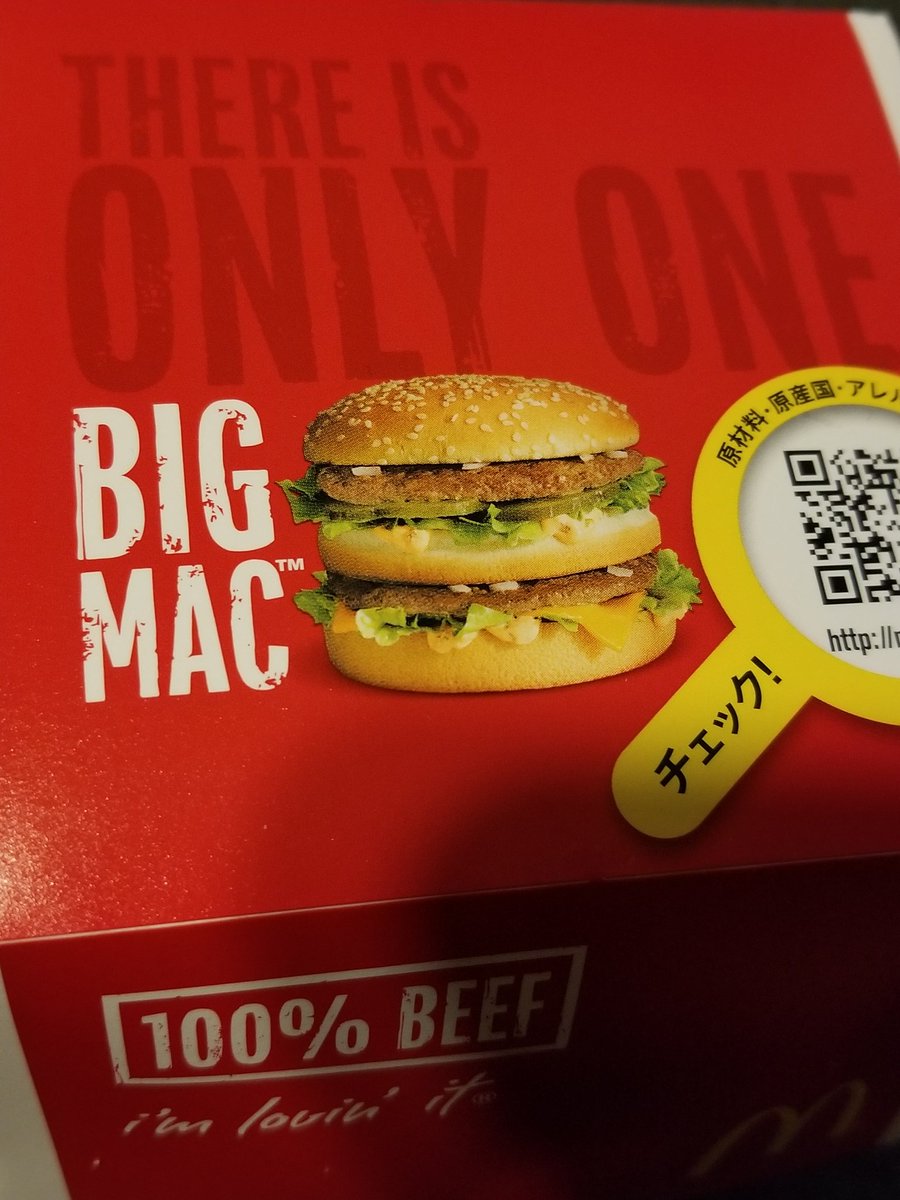 THERE IS
ONLY ONE
BIG
MAC™
原材料・原産国・アレル
http://
チェック!
100% BEEF
i'm lovin' it®